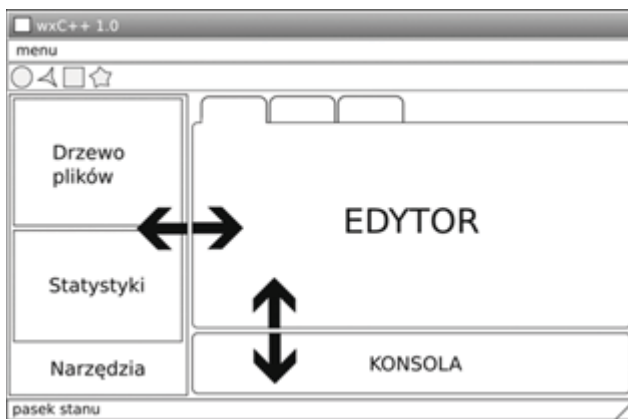 wxC++ 1.0
menu
Drzewo
plików
EDYTOR
Statystyki
Narzędzia
KONSOLA
pasek stanu